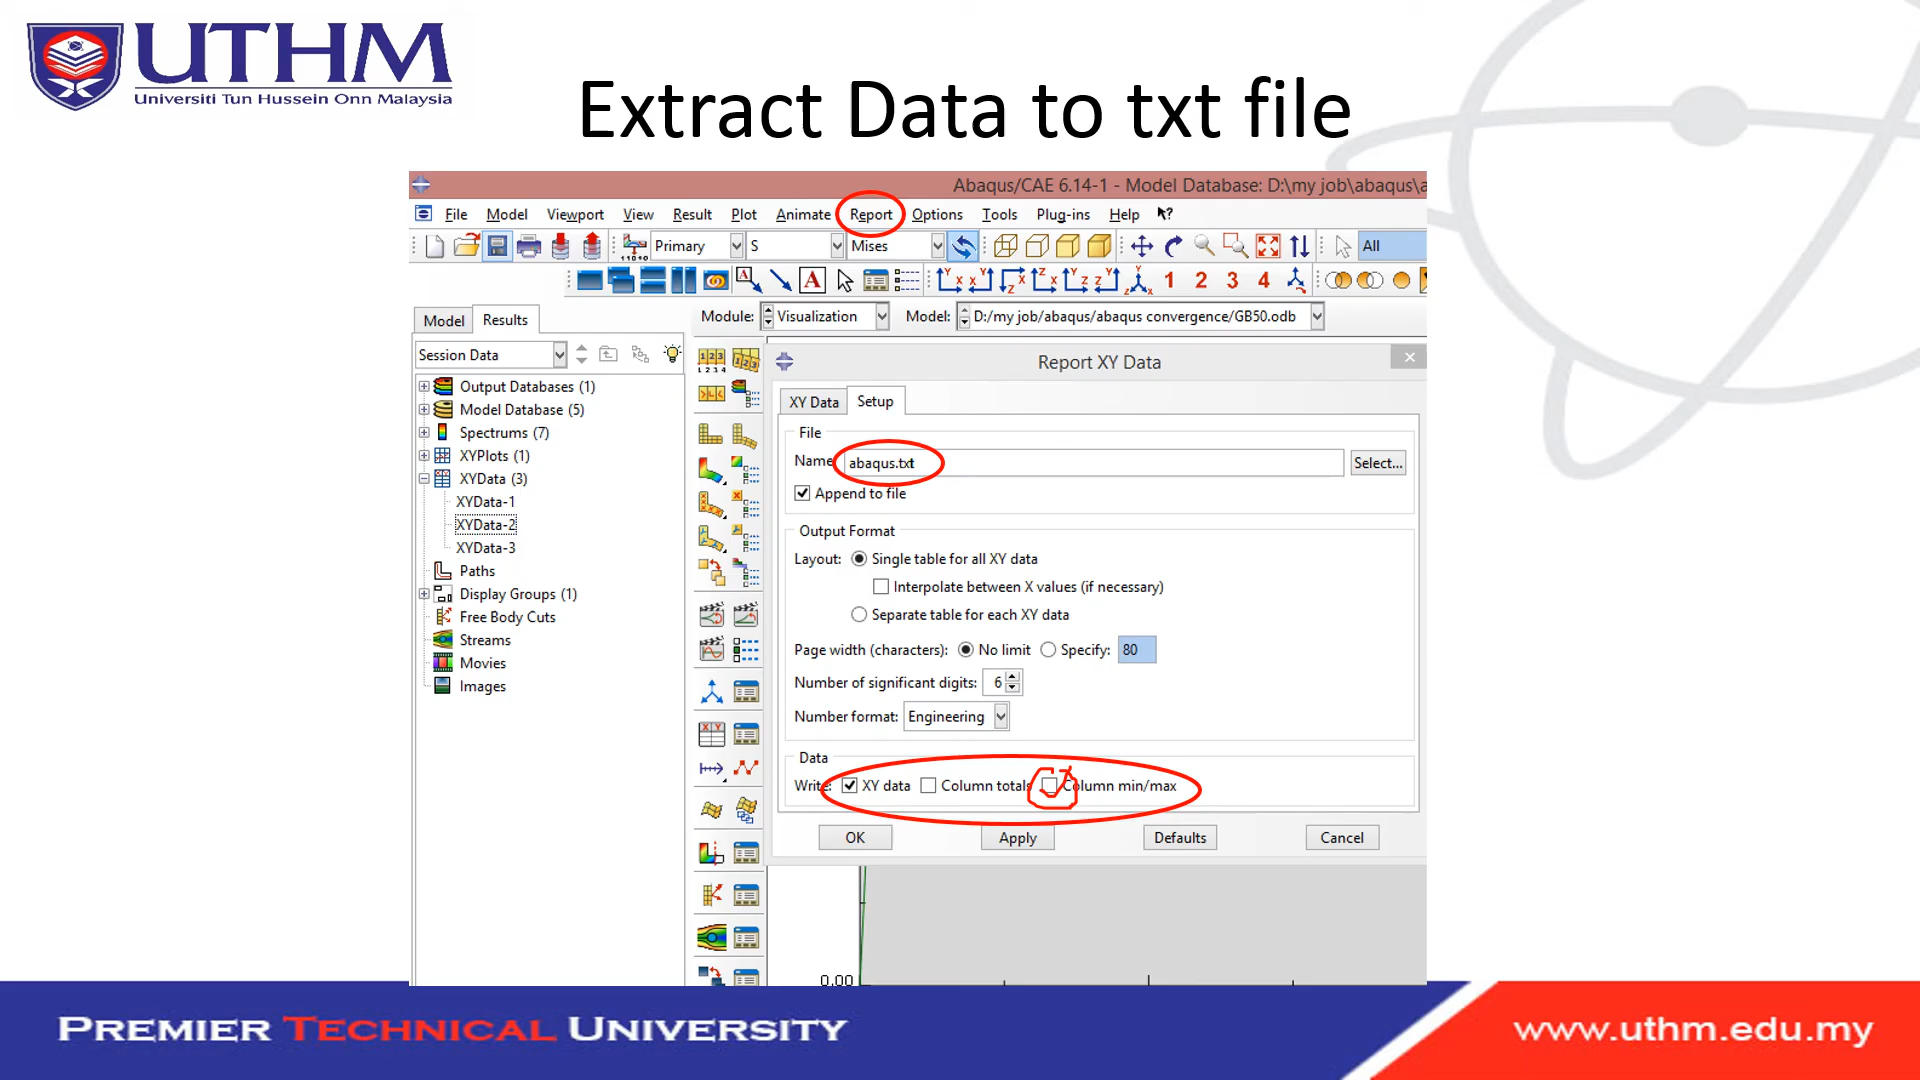 UTHM
Universiti Tun Hussein Onn Malaysia
Extract Data to txt file
Abaqus/CAE 6.14-1 - Model Database: D:\my job\abaqus\a
File Model Viewport View Result Plot Animate Report Options Tools Plug-ins Help ?
11010 Primary S Mises All
A A 1 2 3 4
Model Results
Module: Visualization Model: D:/my job/abaqus/abaqus convergence/GB50.odb
Session Data
Output Databases (1)
Model Database (5)
Spectrums (7)
XYPlots (1)
XYData (3)
XYData-1
XYData-2
XYData-3
Paths
Display Groups (1)
Free Body Cuts
Streams
Movies
Images
Report XY Data
XY Data Setup
File
Name: abaqus.txt Select...
Append to file
Output Format
Layout: Single table for all XY data
Interpolate between X values (if necessary)
Separate table for each XY data
Page width (characters): No limit Specify: 80
Number of significant digits: 6
Number format: Engineering
Data
Write: XY data Column totals Column min/max
OK Apply Defaults Cancel
0.00
PREMIER TECHNICAL UNIVERSITY
www.uthm.edu.my